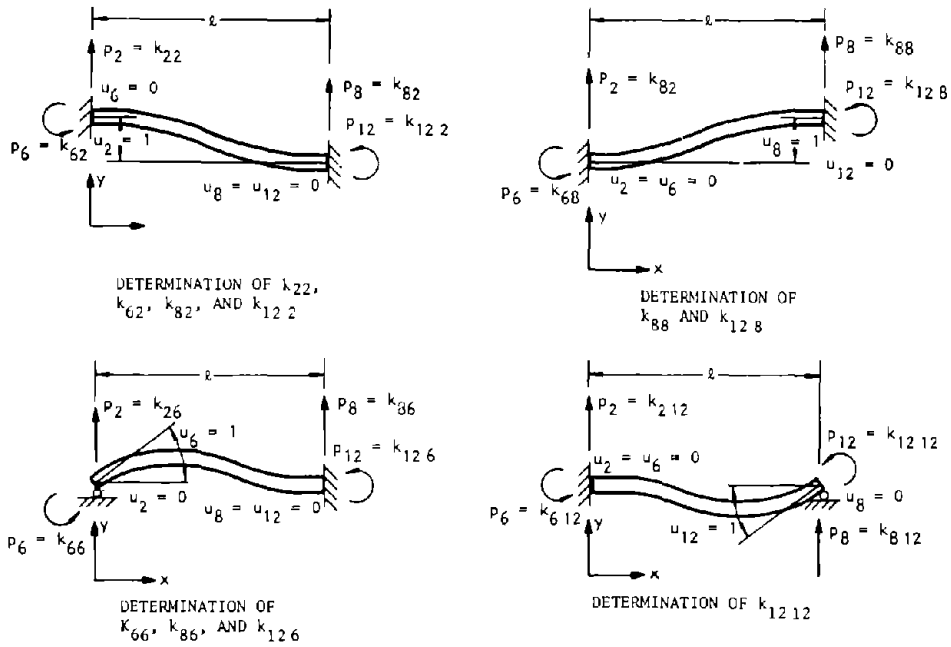 ℓ
p₂ = k₂₂
u₆ = 0
p₈ = k₈₂
p₁₂ = k₁₂ ₂
p₆ = k₆₂
u₂ = 1
u₈ = u₁₂ = 0
y
DETERMINATION OF k₂₂,
k₆₂, k₈₂, AND k₁₂ ₂
ℓ
p₈ = k₈₈
P₂ = k₈₂
p₁₂ = k₁₂ ₈
u₈ = 1
u₁₂ = 0
P₆ = k₆₈
u₂ = u₆ = 0
y
x
DETERMINATION OF
k₈₈ AND k₁₂ ₈
ℓ
p₂ = k₂₆
p₈ = k₈₆
u₆ = 1
p₁₂ = k₁₂ ₆
u₂ = 0
u₈ = u₁₂ = 0
p₆ = k₆₆
y
x
DETERMINATION OF
K₆₆, k₈₆, AND k₁₂ ₆
ℓ
p₂ = k₂ ₁₂
p₁₂ = k₁₂ ₁₂
u₂ = u₆ = 0
u₈ = 0
p₆ = k₆ ₁₂
u₁₂ = 1
p₈ = k₈ ₁₂
y
x
DETERMINATION OF k₁₂ ₁₂